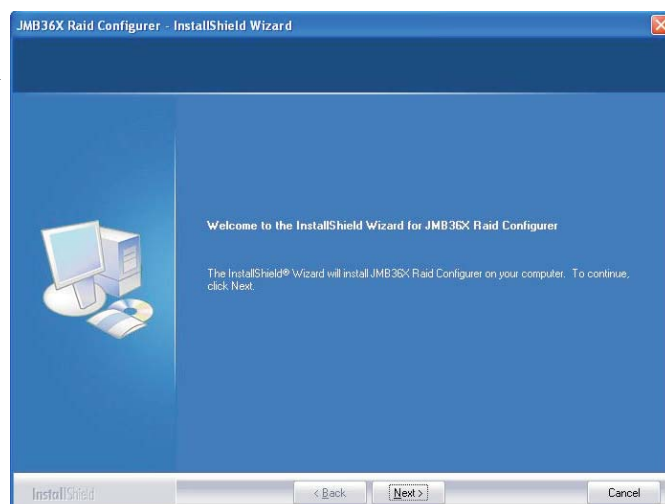 JMB36X Raid Configurer - InstallShield Wizard
Welcome to the InstallShield Wizard for JMB36X Raid Configurer
The InstallShield® Wizard will install JMB36X Raid Configurer on your computer. To continue,
click Next.
InstallShield
< Back
Next >
Cancel